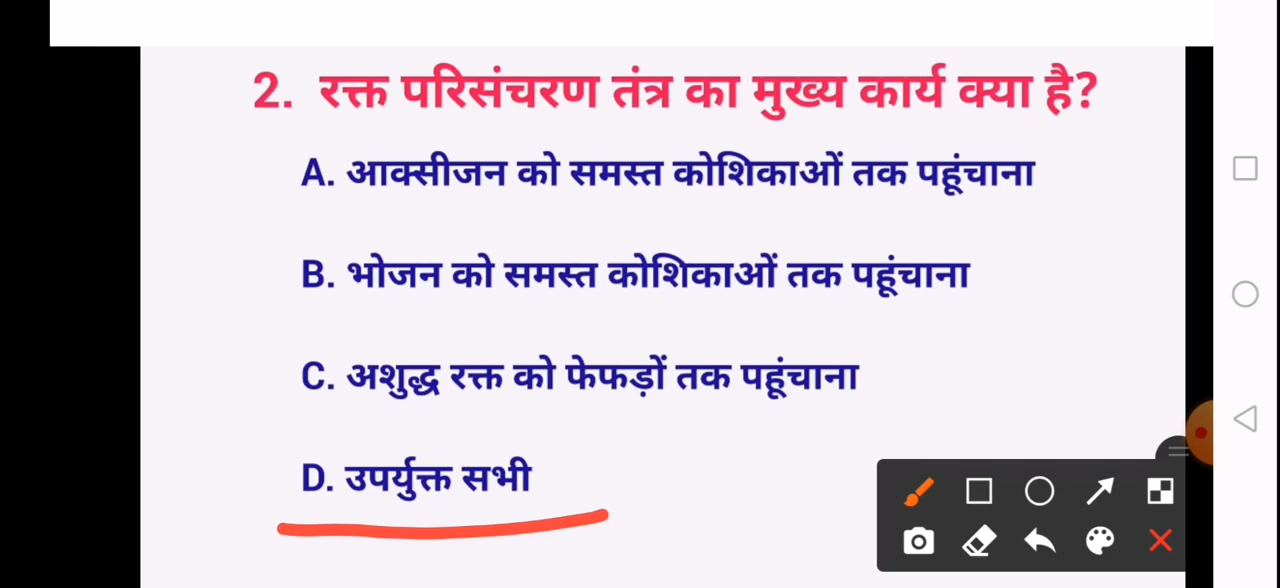 2. रक्त परिसंचरण तंत्र का मुख्य कार्य क्या है?
A. आक्सीजन को समस्त कोशिकाओं तक पहूंचाना
B. भोजन को समस्त कोशिकाओं तक पहूंचाना
C. अशुद्ध रक्त को फेफड़ों तक पहूंचाना
D. उपर्युक्त सभी